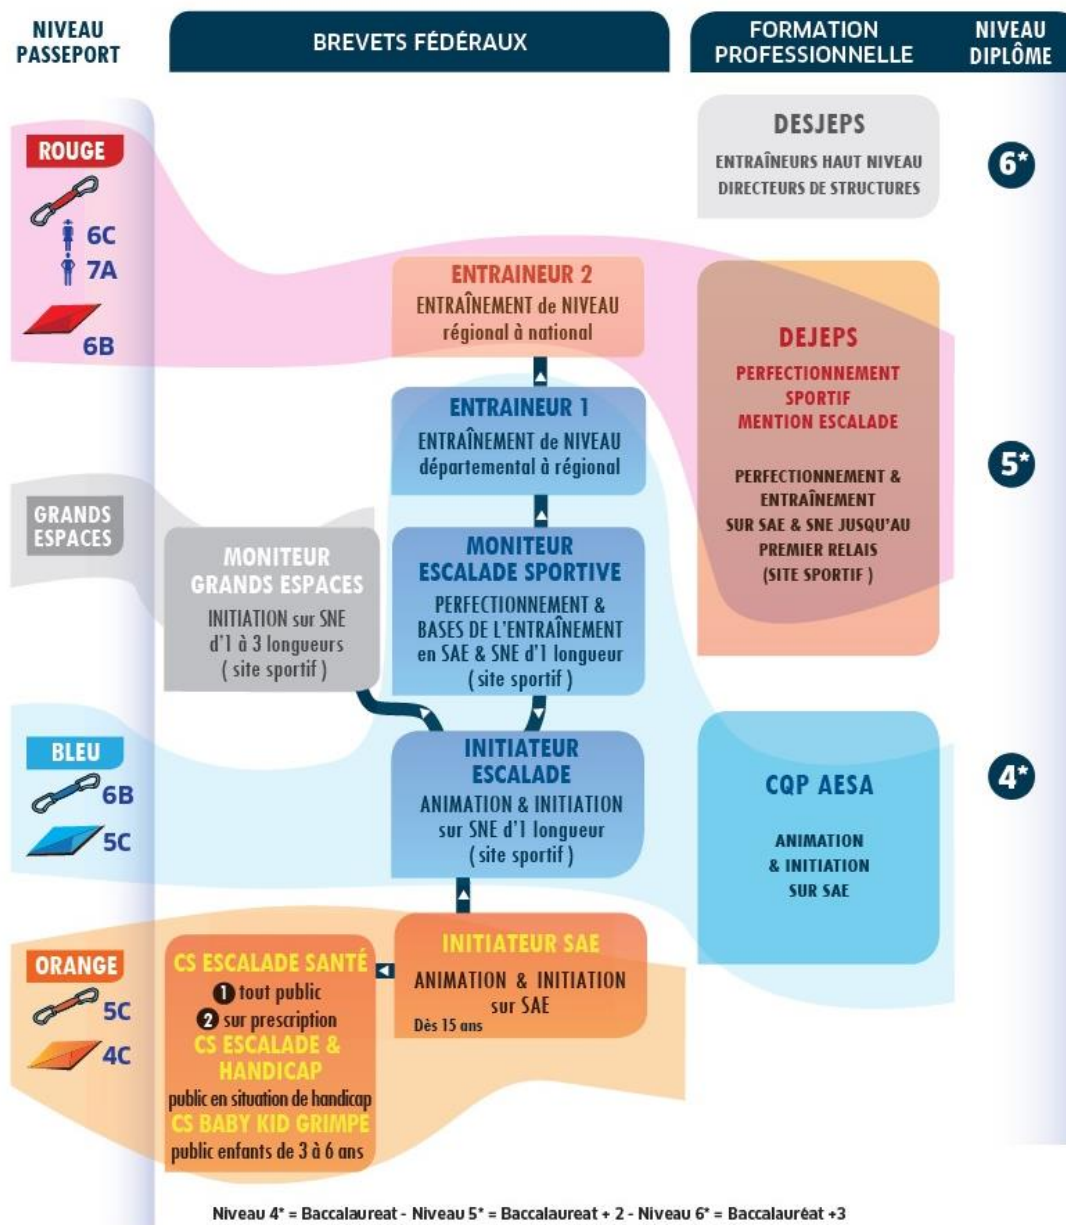 NIVEAU
PASSEPORT
BREVETS FÉDÉRAUX
FORMATION
PROFESSIONNELLE
NIVEAU
DIPLÔME
ROUGE
6C
7A
6B
DESJEPS
ENTRAÎNEURS HAUT NIVEAU
DIRECTEURS DE STRUCTURES
6*
ENTRAINEUR 2
ENTRAÎNEMENT de NIVEAU
régional à national
DEJEPS
PERFECTIONNEMENT
SPORTIF
MENTION ESCALADE
PERFECTIONNEMENT &
ENTRAÎNEMENT
SUR SAE & SNE JUSQU'AU
PREMIER RELAIS
(SITE SPORTIF )
5*
ENTRAINEUR 1
ENTRAÎNEMENT de NIVEAU
départemental à régional
GRANDS
ESPACES
MONITEUR
GRANDS ESPACES
INITIATION sur SNE
d'1 à 3 longueurs
( site sportif )
MONITEUR
ESCALADE SPORTIVE
PERFECTIONNEMENT &
BASES DE L'ENTRAÎNEMENT
en SAE & SNE d'1 longueur
( site sportif )
BLEU
6B
5C
INITIATEUR
ESCALADE
ANIMATION & INITIATION
sur SNE d'1 longueur
( site sportif )
CQP AESA
ANIMATION
& INITIATION
SUR SAE
4*
ORANGE
5C
4C
CS ESCALADE SANTÉ
1 tout public
2 sur prescription
CS ESCALADE &
HANDICAP
public en situation de handicap
CS BABY KID GRIMPE
public enfants de 3 à 6 ans
INITIATEUR SAE
ANIMATION & INITIATION
sur SAE
Dès 15 ans
Niveau 4* = Baccalaureat - Niveau 5* = Baccalaureat + 2 - Niveau 6* = Baccalauréat +3